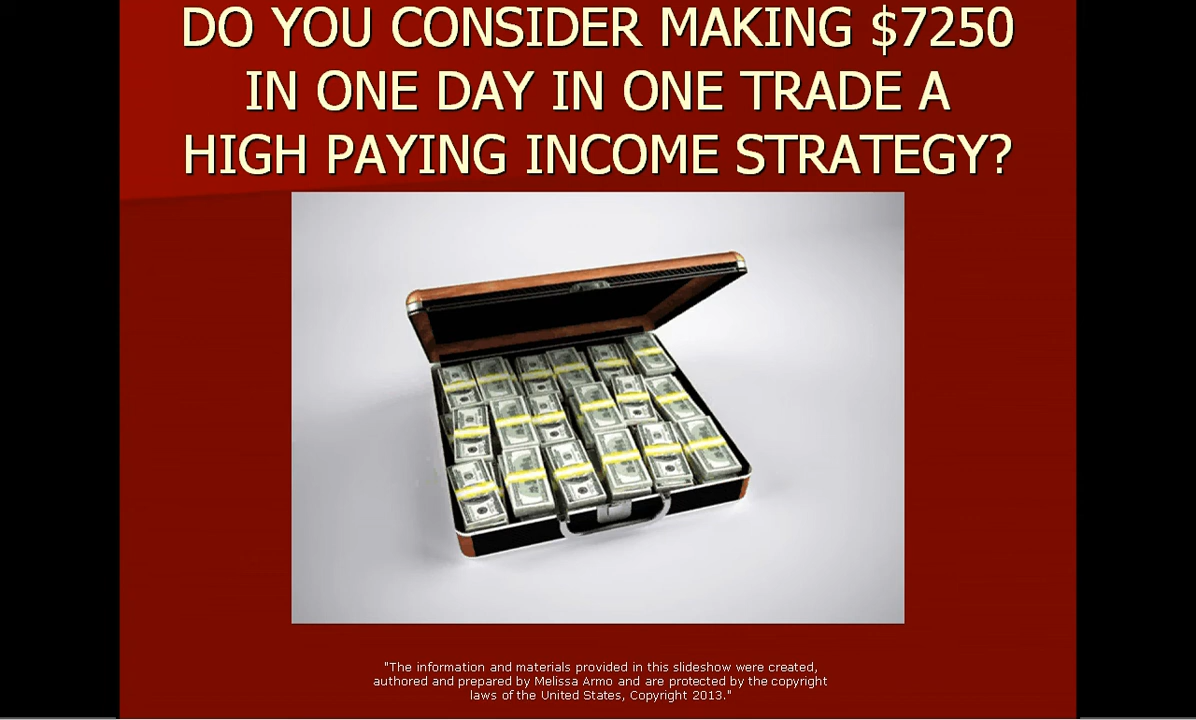 DO YOU CONSIDER MAKING $7250
IN ONE DAY IN ONE TRADE A
HIGH PAYING INCOME STRATEGY?
"The information and materials provided in this slideshow were created,
authored and prepared by Melissa Armo and are protected by the copyright
laws of the United States, Copyright 2013."